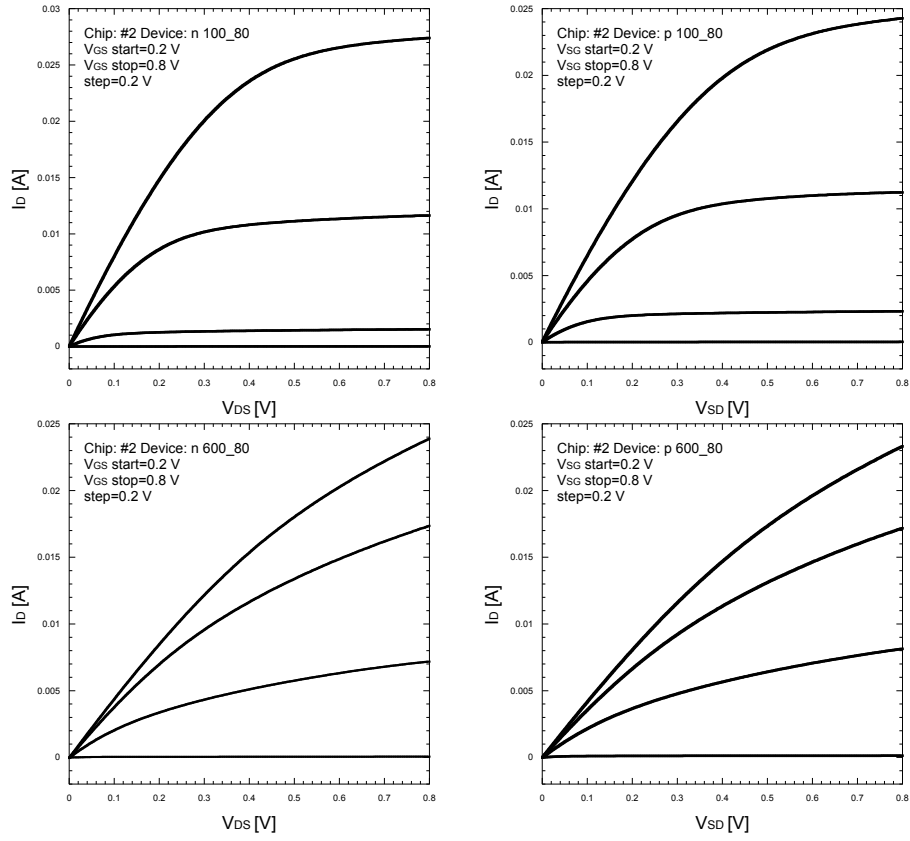 Chip: #2 Device: n 100_80
VGS start=0.2 V
VGS stop=0.8 V
step=0.2 V
0.03
0.025
0.02
0.015
0.01
0.005
0
ID [A]
0 0.1 0.2 0.3 0.4 0.5 0.6 0.7 0.8
VDS [V]
Chip: #2 Device: p 100_80
VSG start=0.2 V
VSG stop=0.8 V
step=0.2 V
0.025
0.02
0.015
0.01
0.005
0
ID [A]
0 0.1 0.2 0.3 0.4 0.5 0.6 0.7 0.8
VSD [V]
Chip: #2 Device: n 600_80
VGS start=0.2 V
VGS stop=0.8 V
step=0.2 V
0.025
0.02
0.015
0.01
0.005
0
ID [A]
0 0.1 0.2 0.3 0.4 0.5 0.6 0.7 0.8
VDS [V]
Chip: #2 Device: p 600_80
VSG start=0.2 V
VSG stop=0.8 V
step=0.2 V
0.025
0.02
0.015
0.01
0.005
0
ID [A]
0 0.1 0.2 0.3 0.4 0.5 0.6 0.7 0.8
VSD [V]